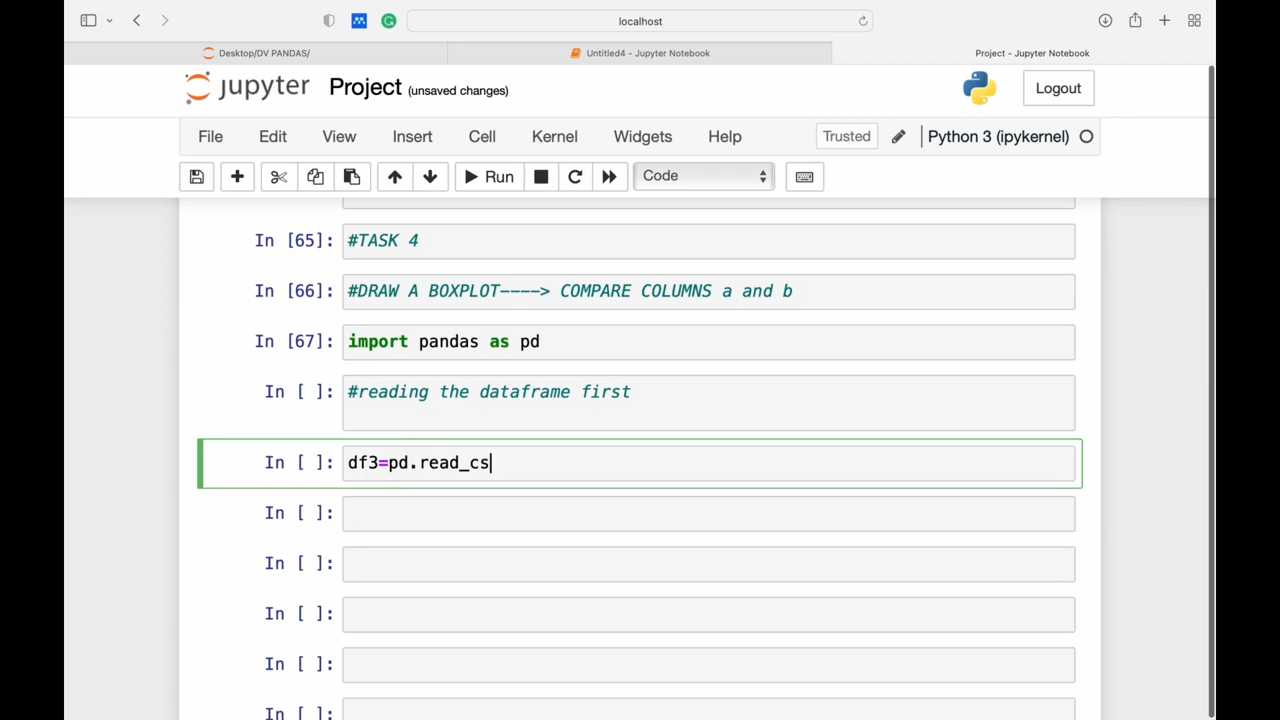 localhost
Desktop/DV PANDAS/
Untitled4 - Jupyter Notebook
Project - Jupyter Notebook
jupyter Project (unsaved changes)
Logout
File Edit View Insert Cell Kernel Widgets Help Trusted Python 3 (ipykernel)
Run Code
In [65]: #TASK 4
In [66]: #DRAW A BOXPLOT----> COMPARE COLUMNS a and b
In [67]: import pandas as pd
In [ ]: #reading the dataframe first
In [ ]: df3=pd.read_cs
In [ ]:
In [ ]:
In [ ]:
In [ ]:
In [ ]: